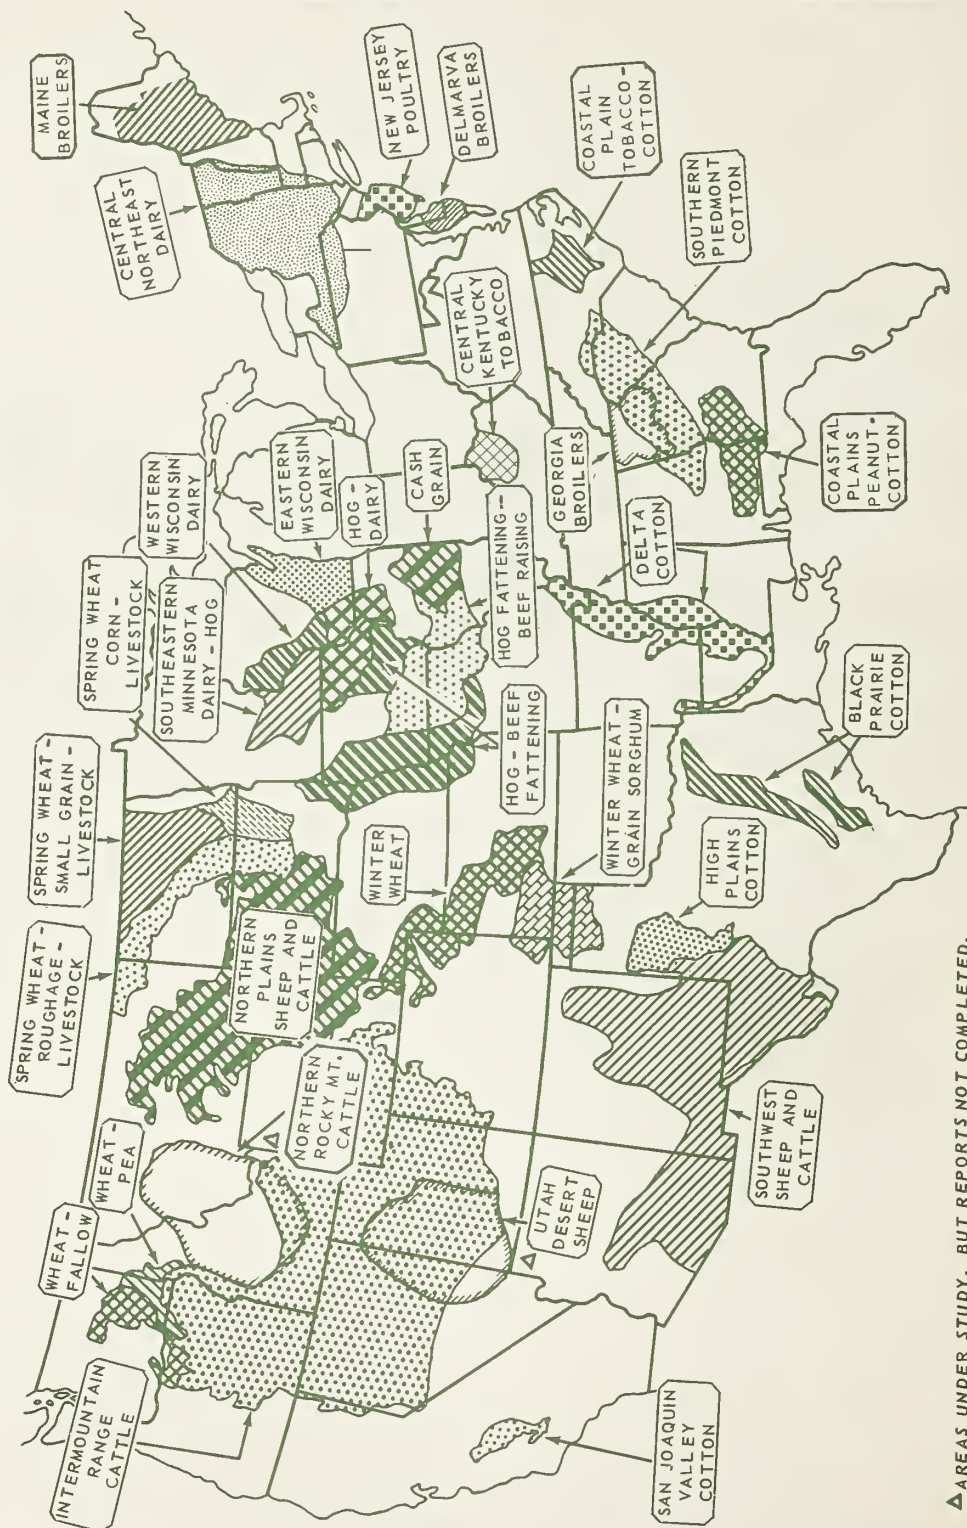 MAINE
BROILERS
CENTRAL
NORTHEAST
DAIRY
NEW JERSEY
POULTRY
DELMARVA
BROILERS
COASTAL
PLAIN
TOBACCO-
COTTON
SOUTHERN
PIEDMONT
COTTON
CENTRAL
KENTUCKY
TOBACCO
WESTERN
WISCONSIN
DAIRY
EASTERN
WISCONSIN
DAIRY
HOG-
DAIRY
CASH
GRAIN
HOG FATTENING-
BEEF RAISING
GEORGIA
BROILERS
DELTA
COTTON
COASTAL
PLAINS
PEANUT-
COTTON
SPRING WHEAT
CORN-
LIVESTOCK
SOUTHEASTERN
MINNESOTA
DAIRY-HOG
HOG-BEEF
FATTENING
WINTER WHEAT-
GRAIN SORGHUM
BLACK
PRAIRIE
COTTON
SPRING WHEAT-
SMALL GRAIN-
LIVESTOCK
WINTER
WHEAT
HIGH
PLAINS
COTTON
SPRING WHEAT-
ROUGHAGE-
LIVESTOCK
NORTHERN
PLAINS
SHEEP AND
CATTLE
NORTHERN
ROCKY MT.
CATTLE
Δ
WHEAT-
PEA
WHEAT-
FALLOW
UTAH
DESERT
SHEEP
Δ
SOUTHWEST
SHEEP AND
CATTLE
INTERMOUNTAIN
RANGE
CATTLE
SAN JOAQUIN
VALLEY
COTTON
Δ AREAS UNDER STUDY, BUT REPORTS NOT COMPLETED.